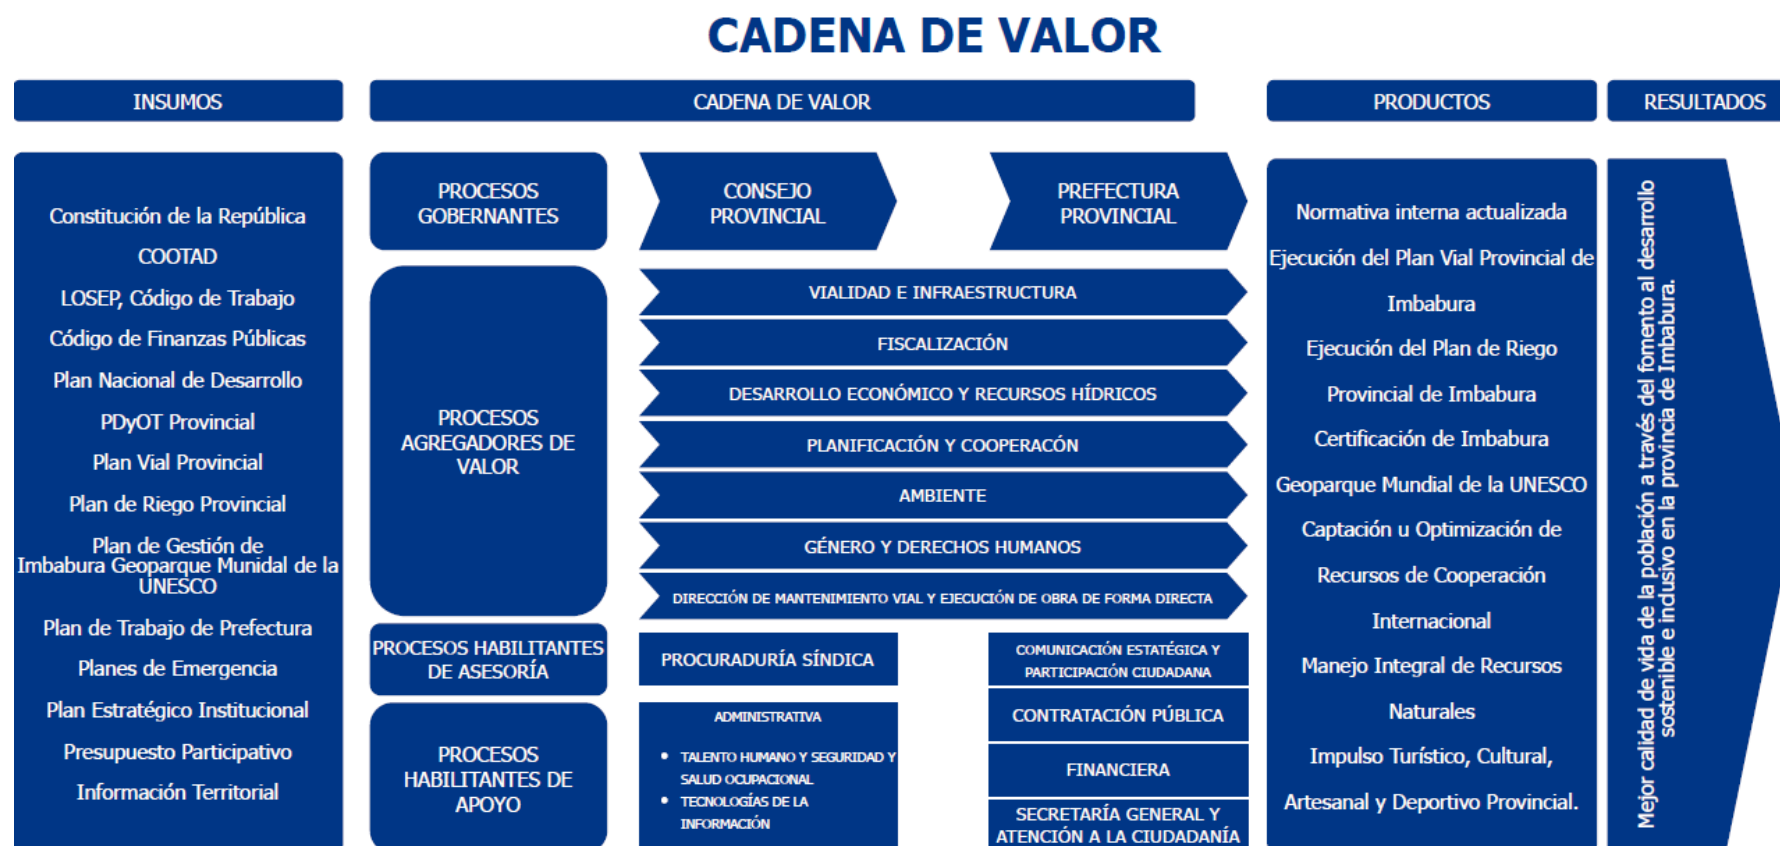 CADENA DE VALOR
INSUMOS
CADENA DE VALOR
PRODUCTOS
RESULTADOS
Constitución de la República
COOTAD
LOSEP, Código de Trabajo
Código de Finanzas Públicas
Plan Nacional de Desarrollo
PDyOT Provincial
Plan Vial Provincial
Plan de Riego Provincial
Plan de Gestión de
Imbabura Geoparque Munidal de la
UNESCO
Plan de Trabajo de Prefectura
Planes de Emergencia
Plan Estratégico Institucional
Presupuesto Participativo
Información Territorial
PROCESOS
GOBERNANTES
CONSEJO
PROVINCIAL
PREFECTURA
PROVINCIAL
PROCESOS
AGREGADORES DE
VALOR
VIALIDAD E INFRAESTRUCTURA
FISCALIZACIÓN
DESARROLLO ECONÓMICO Y RECURSOS HÍDRICOS
PLANIFICACIÓN Y COOPERACÓN
AMBIENTE
GÉNERO Y DERECHOS HUMANOS
DIRECCIÓN DE MANTENIMIENTO VIAL Y EJECUCIÓN DE OBRA DE FORMA DIRECTA
PROCESOS HABILITANTES
DE ASESORÍA
PROCURADURÍA SÍNDICA
COMUNICACIÓN ESTATÉGICA Y
PARTICIPACIÓN CIUDADANA
PROCESOS
HABILITANTES DE
APOYO
ADMINISTRATIVA
• TALENTO HUMANO Y SEGURIDAD Y
SALUD OCUPACIONAL
• TECNOLOGÍAS DE LA
INFORMACIÓN
CONTRATACIÓN PÚBLICA
FINANCIERA
SECRETARÍA GENERAL Y
ATENCIÓN A LA CIUDADANÍA
Normativa interna actualizada
Ejecución del Plan Vial Provincial de
Imbabura
Ejecución del Plan de Riego
Provincial de Imbabura
Certificación de Imbabura
Geoparque Mundial de la UNESCO
Captación u Optimización de
Recursos de Cooperación
Internacional
Manejo Integral de Recursos
Naturales
Impulso Turístico, Cultural,
Artesanal y Deportivo Provincial.
Mejor calidad de vida de la población a través del fomento al desarrollo
sostenible e inclusivo en la provincia de Imbabura.